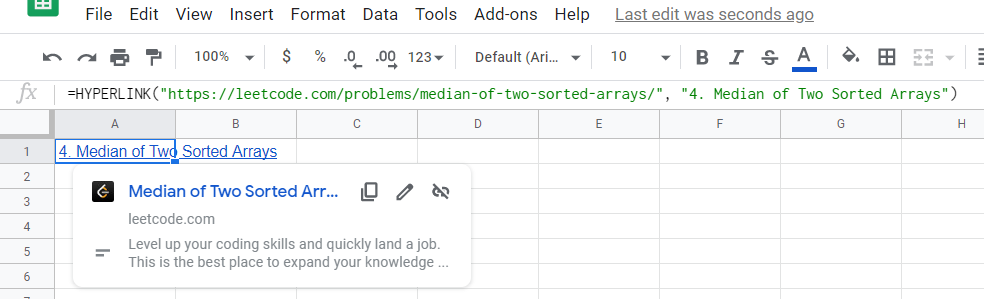 File Edit View Insert Format Data Tools Add-ons Help Last edit was seconds ago
100% $ % .0 .00 123 Default (Ari... 10 B I S A
fx =HYPERLINK("https://leetcode.com/problems/median-of-two-sorted-arrays/", "4. Median of Two Sorted Arrays")
A B C D E F G H
1 4. Median of Two Sorted Arrays
2
Median of Two Sorted Arr...
3
leetcode.com
4
Level up your coding skills and quickly land a job.
5
This is the best place to expand your knowledge ...
6